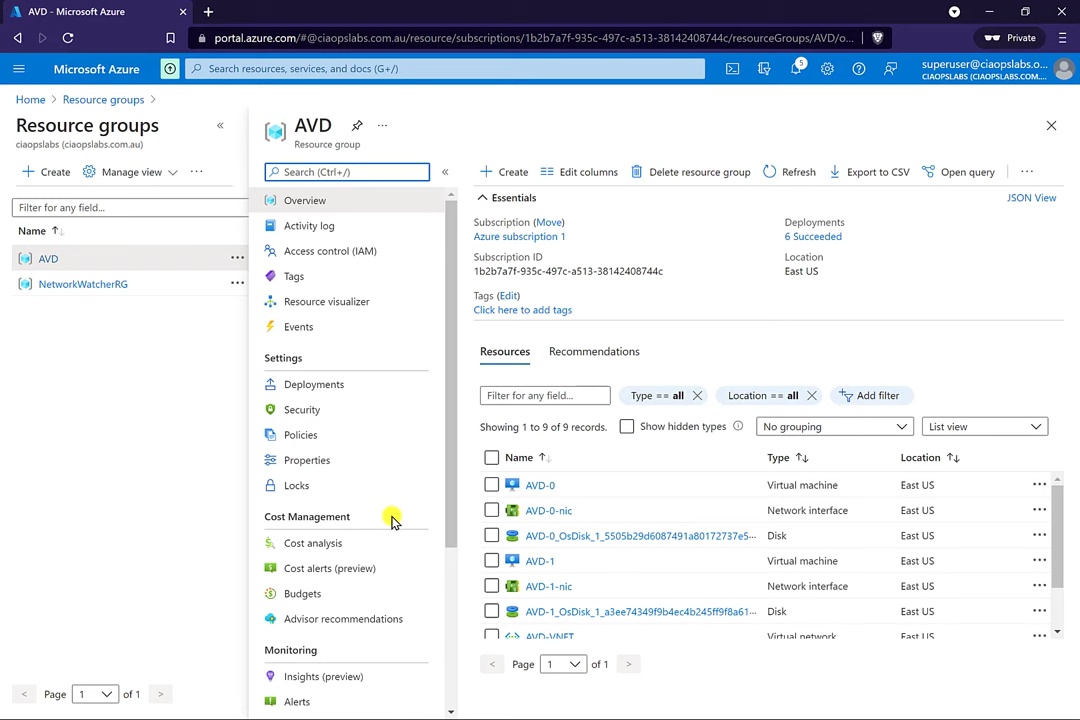 AVD - Microsoft Azure
portal.azure.com/#@ciaopslabs.com.au/resource/subscriptions/1b2b7a7f-935c-497c-a513-38142408744c/resourceGroups/AVD/o...
Private
Microsoft Azure
Search resources, services, and docs (G+/)
5
superuser@ciaopslabs.o...
CIAOPSLABS (CIAOPSLABS.COM....
Home > Resource groups >
Resource groups
ciaopslabs (ciaopslabs.com.au)
Create Manage view ...
Filter for any field...
Name
AVD ...
NetworkWatcherRG ...
< Page 1 of 1 >
AVD ...
Resource group
Search (Ctrl+/)
Overview
Activity log
Access control (IAM)
Tags
Resource visualizer
Events
Settings
Deployments
Security
Policies
Properties
Locks
Cost Management
Cost analysis
Cost alerts (preview)
Budgets
Advisor recommendations
Monitoring
Insights (preview)
Alerts
Create Edit columns Delete resource group Refresh Export to CSV Open query ...
Essentials
JSON View
Subscription (Move)
Azure subscription 1
Subscription ID
1b2b7a7f-935c-497c-a513-38142408744c
Deployments
6 Succeeded
Location
East US
Tags (Edit)
Click here to add tags
Resources Recommendations
Filter for any field... Type == all Location == all Add filter
Showing 1 to 9 of 9 records. Show hidden types No grouping List view
Name Type Location
AVD-0 Virtual machine East US ...
AVD-0-nic Network interface East US ...
AVD-0_OsDisk_1_5505b29d6087491a80172737e5... Disk East US ...
AVD-1 Virtual machine East US ...
AVD-1-nic Network interface East US ...
AVD-1_OsDisk_1_a3ee74349f9b4ec4b245ff9f8a61... Disk East US ...
AVD-VNET Virtual network East US ...
< Page 1 of 1 >